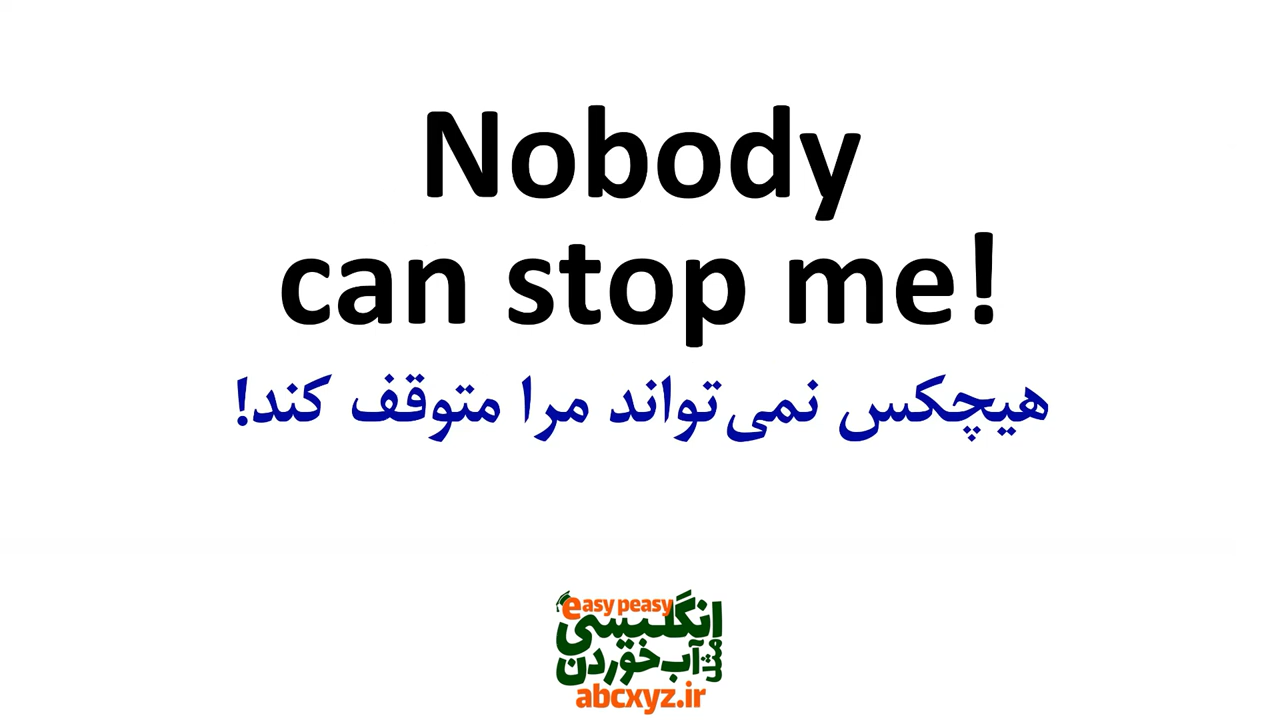 Nobody
can stop me!
هیچکس نمی‌تواند مرا متوقف کند!
easy peasy
انگلیسی
مثل آب خوردن
abcxyz.ir